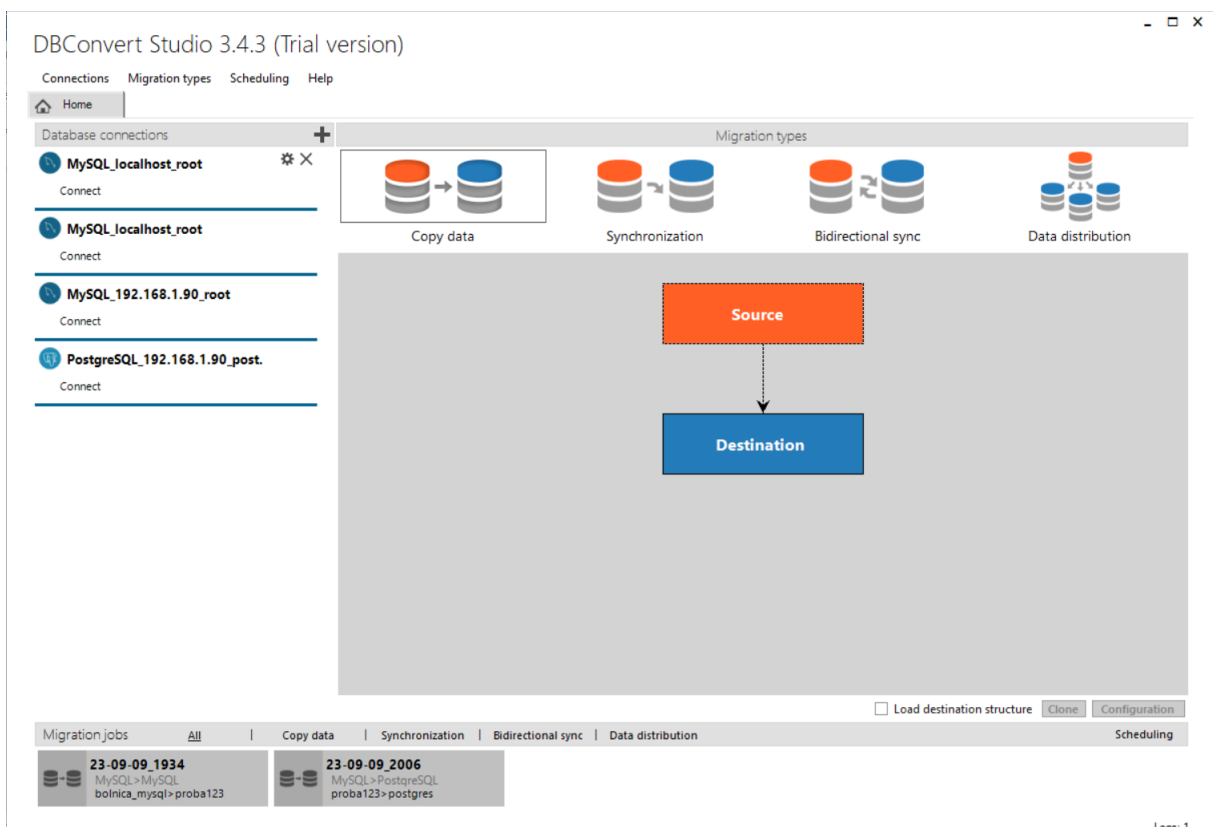 DBConvert Studio 3.4.3 (Trial version)
Connections Migration types Scheduling Help
Home
Database connections
MySQL_localhost_root
Connect
MySQL_localhost_root
Connect
MySQL_192.168.1.90_root
Connect
PostgreSQL_192.168.1.90_post.
Connect
Migration types
Copy data Synchronization Bidirectional sync Data distribution
Source
Destination
Load destination structure Clone Configuration
Migration jobs All | Copy data | Synchronization | Bidirectional sync | Data distribution Scheduling
23-09-09_1934
MySQL>MySQL
bolnica_mysql>proba123
23-09-09_2006
MySQL>PostgreSQL
proba123>postgres